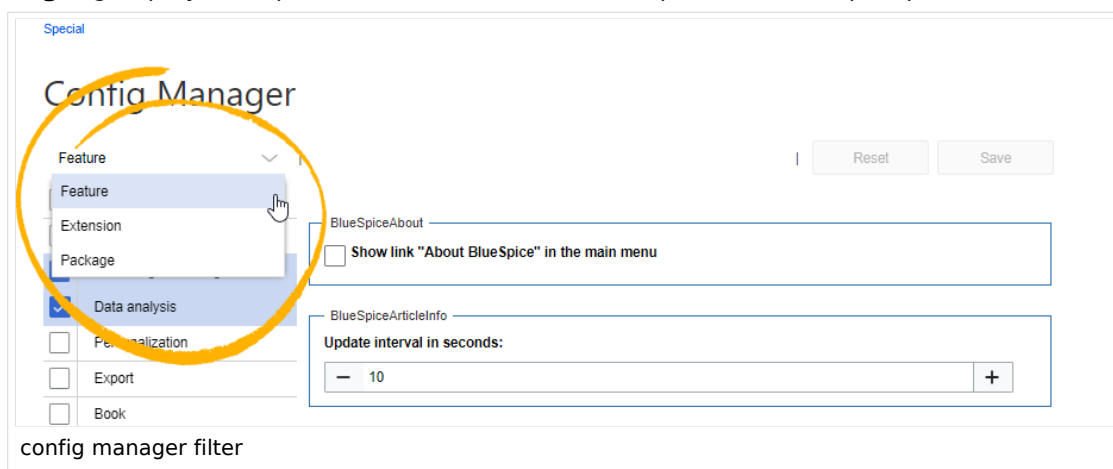 Special
Config Manager
Feature
Reset
Save
Feature
Extension
Package
BlueSpiceAbout
Show link "About BlueSpice" in the main menu
Data analysis
BlueSpiceArticleInfo
Personalization
Update interval in seconds:
Export
− 10 +
Book
config manager filter